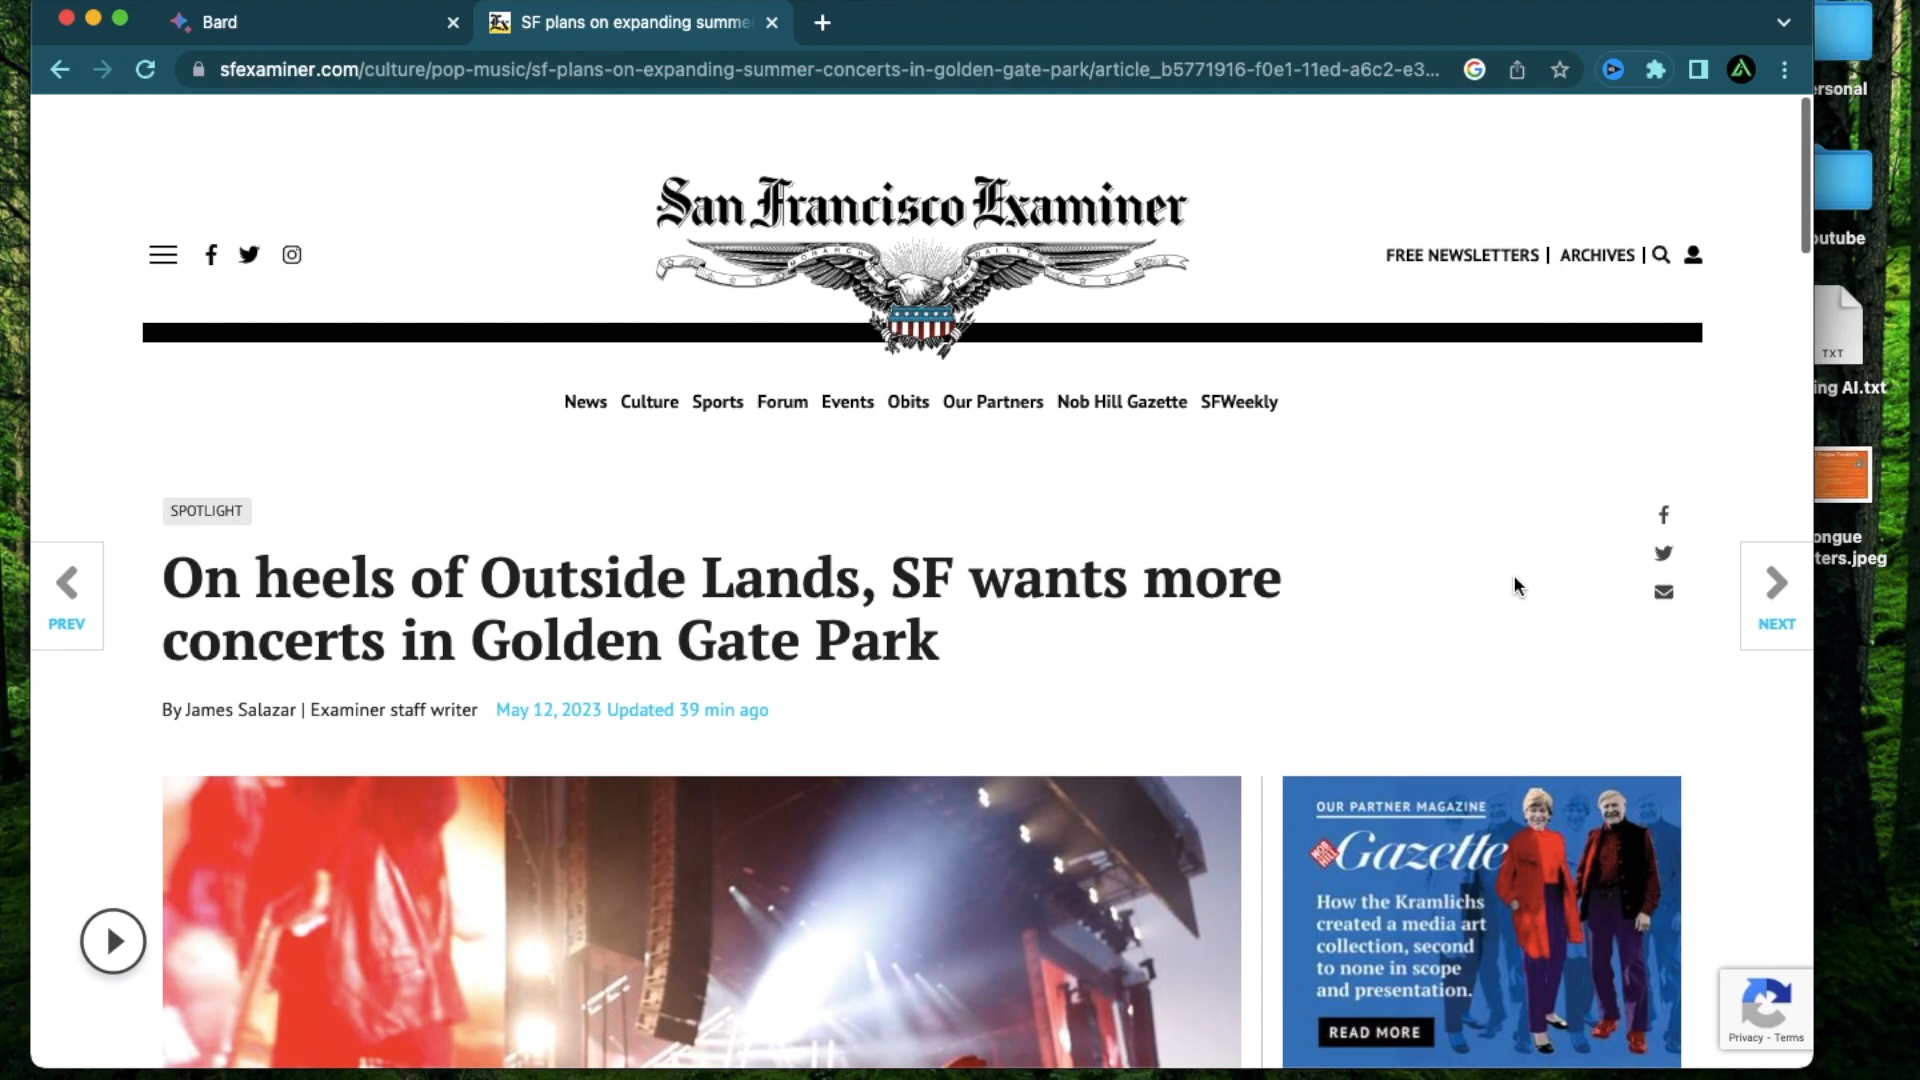 Bard
SF plans on expanding summe
sfexaminer.com/culture/pop-music/sf-plans-on-expanding-summer-concerts-in-golden-gate-park/article_b5771916-f0e1-11ed-a6c2-e3...
ersonal
San Francisco Examiner
outube
FREE NEWSLETTERS | ARCHIVES |
TXT
ing AI.txt
News Culture Sports Forum Events Obits Our Partners Nob Hill Gazette SFWeekly
SPOTLIGHT
On heels of Outside Lands, SF wants more
concerts in Golden Gate Park
ongue
ters.jpeg
PREV
NEXT
By James Salazar | Examiner staff writer May 12, 2023 Updated 39 min ago
OUR PARTNER MAGAZINE
NOB HILL
Gazette
How the Kramlichs
created a media art
collection, second
to none in scope
and presentation.
READ MORE
Privacy - Terms